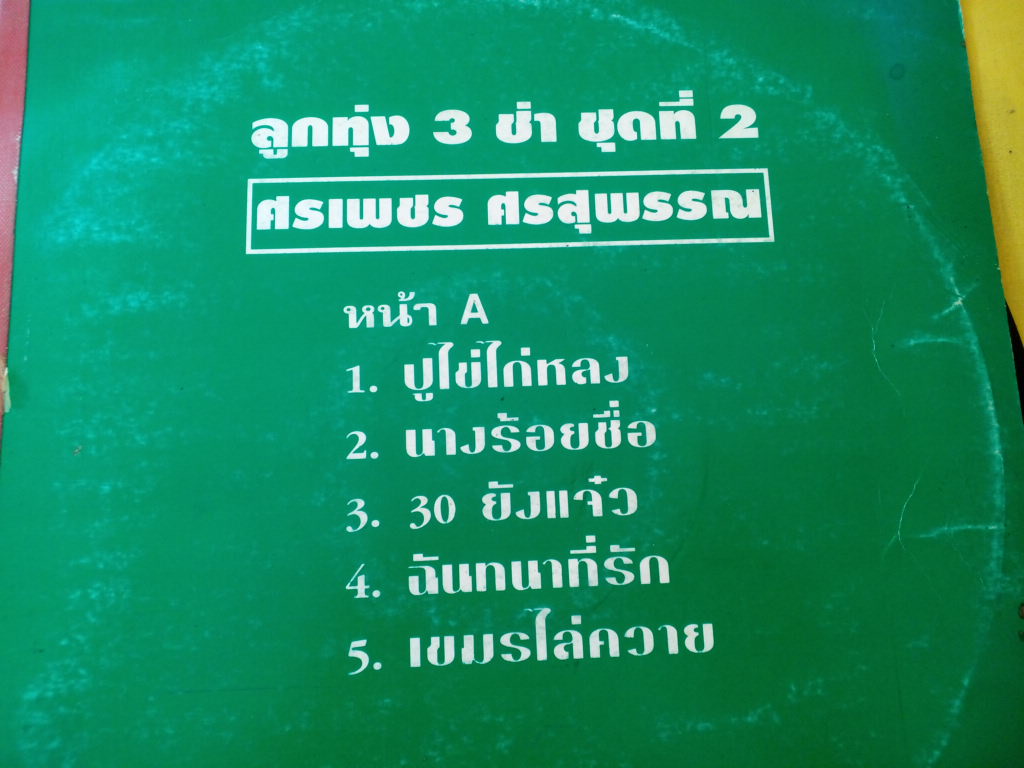 ลูกทุ่ง 3 ช่า ชุดที่ 2
ศรเพชร ศรสุพรรณ
หน้า A
1. ปูไข่ไก่หลง
2. นางร้อยชื่อ
3. 30 ยังแจ๋ว
4. ฉันทนาที่รัก
5. เขมรไล่ควาย